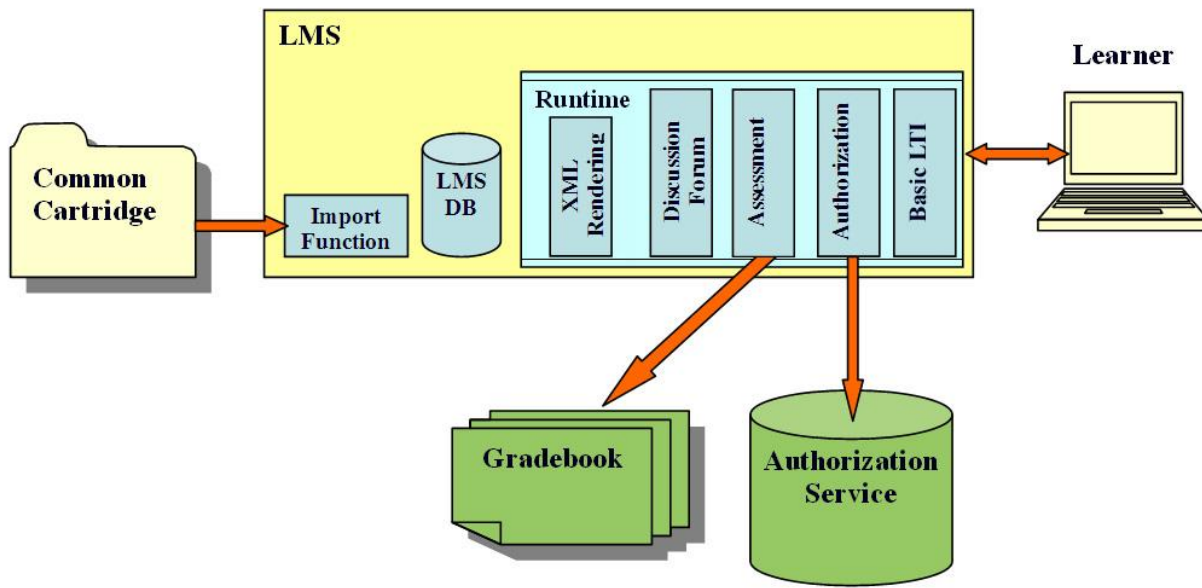 LMS
Learner
Runtime
Common
Cartridge
Import
Function
LMS
DB
XML
Rendering
Discussion
Forum
Assessment
Authorization
Basic LTI
Gradebook
Authorization
Service